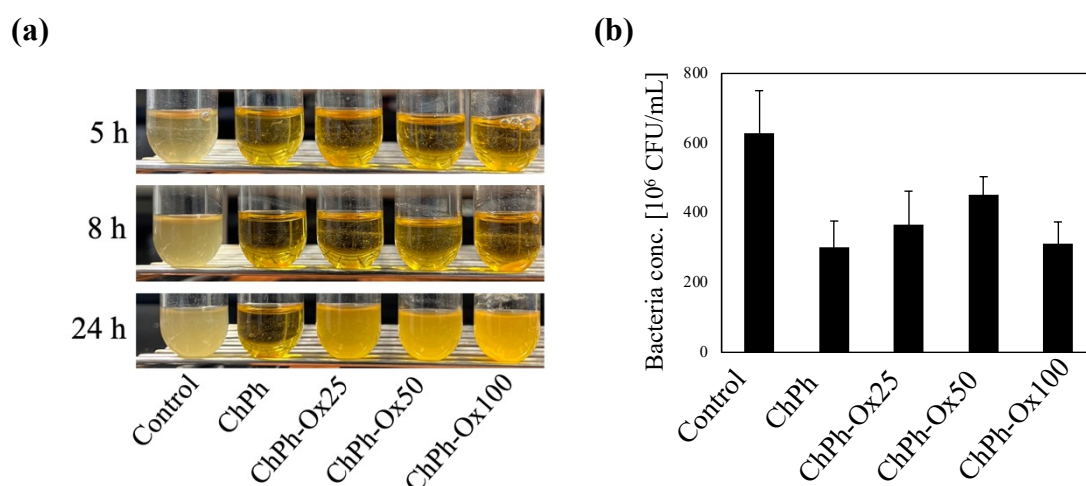 (a)
5 h
8 h
24 h
Control
ChPh
ChPh-Ox25
ChPh-Ox50
ChPh-Ox100
(b)
Bacteria conc. [10⁶ CFU/mL]
800
600
400
200
0
Control
ChPh
ChPh-Ox25
ChPh-Ox50
ChPh-Ox100